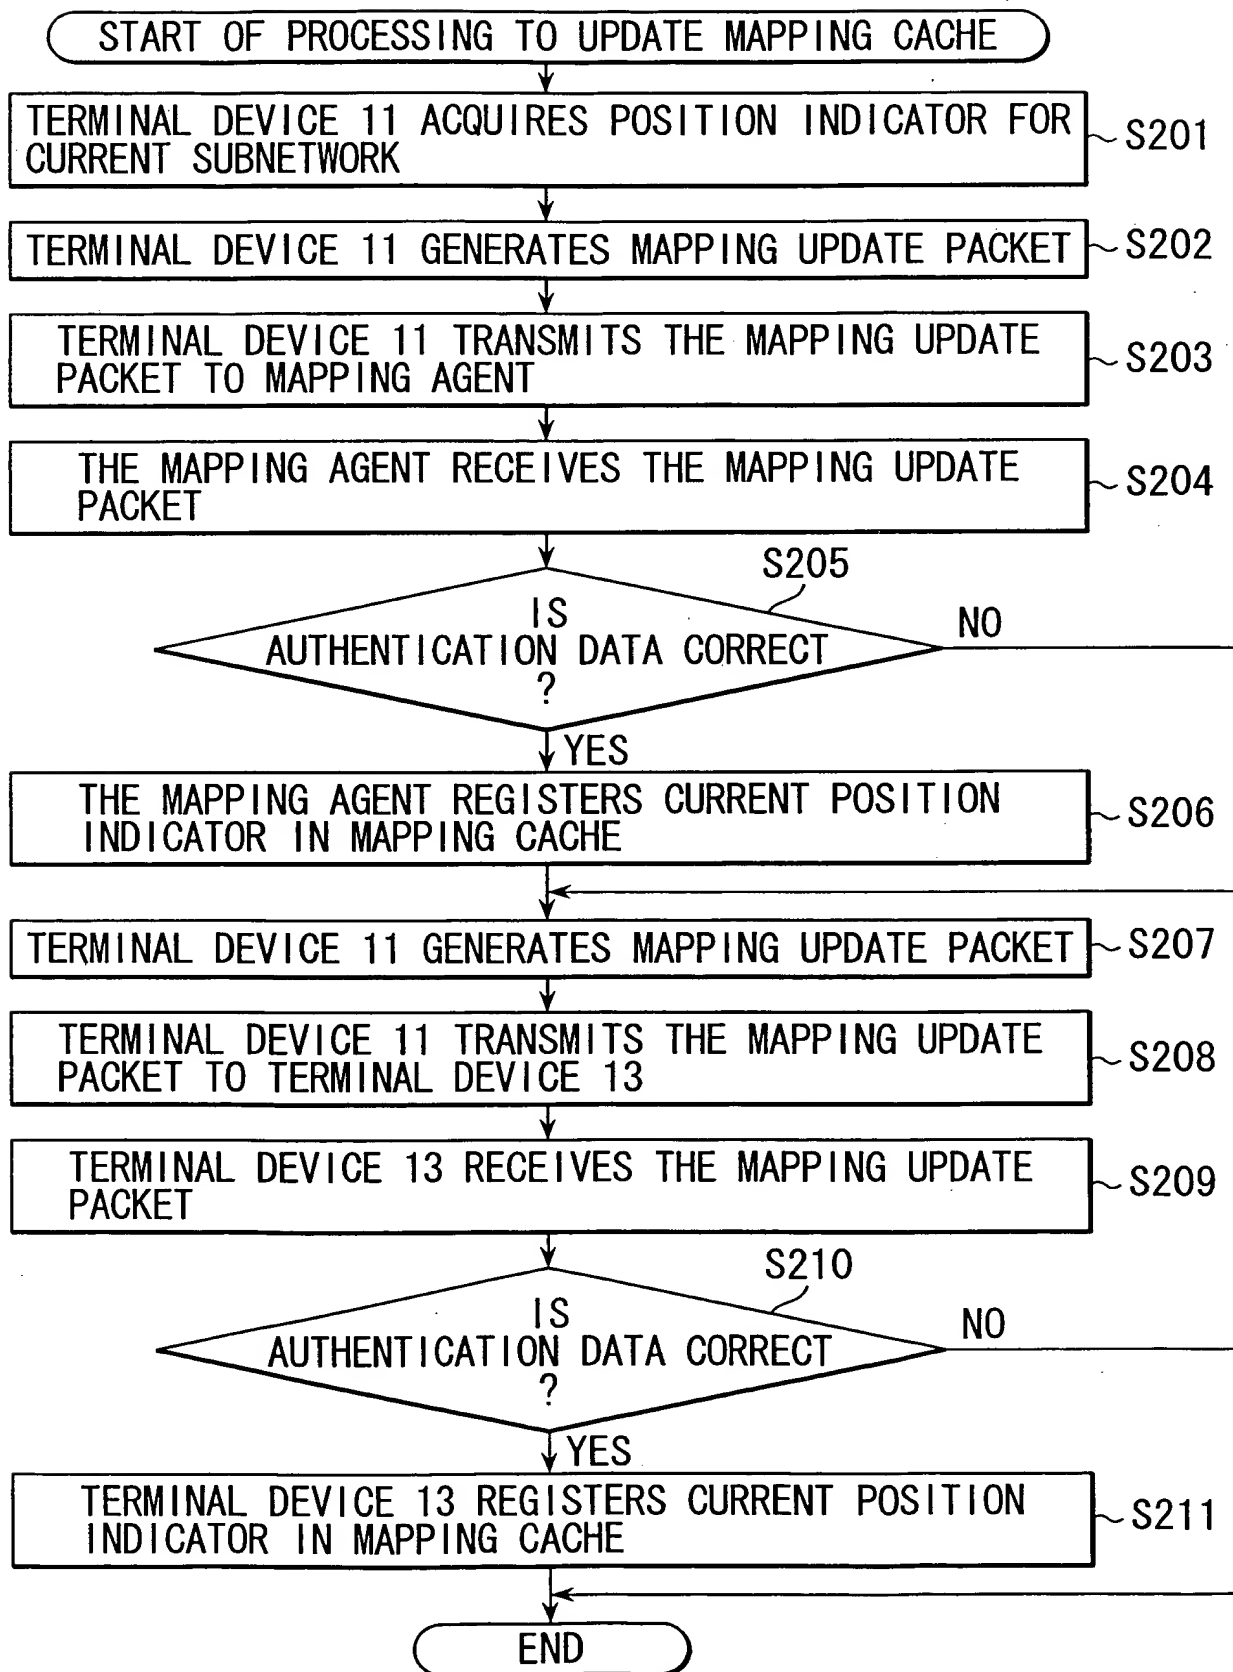 START OF PROCESSING TO UPDATE MAPPING CACHE
TERMINAL DEVICE 11 ACQUIRES POSITION INDICATOR FOR
CURRENT SUBNETWORK
S201
TERMINAL DEVICE 11 GENERATES MAPPING UPDATE PACKET
S202
TERMINAL DEVICE 11 TRANSMITS THE MAPPING UPDATE
PACKET TO MAPPING AGENT
S203
THE MAPPING AGENT RECEIVES THE MAPPING UPDATE
PACKET
S204
S205
IS
AUTHENTICATION DATA CORRECT
?
NO
YES
THE MAPPING AGENT REGISTERS CURRENT POSITION
INDICATOR IN MAPPING CACHE
S206
TERMINAL DEVICE 11 GENERATES MAPPING UPDATE PACKET
S207
TERMINAL DEVICE 11 TRANSMITS THE MAPPING UPDATE
PACKET TO TERMINAL DEVICE 13
S208
TERMINAL DEVICE 13 RECEIVES THE MAPPING UPDATE
PACKET
S209
S210
IS
AUTHENTICATION DATA CORRECT
?
NO
YES
TERMINAL DEVICE 13 REGISTERS CURRENT POSITION
INDICATOR IN MAPPING CACHE
S211
END